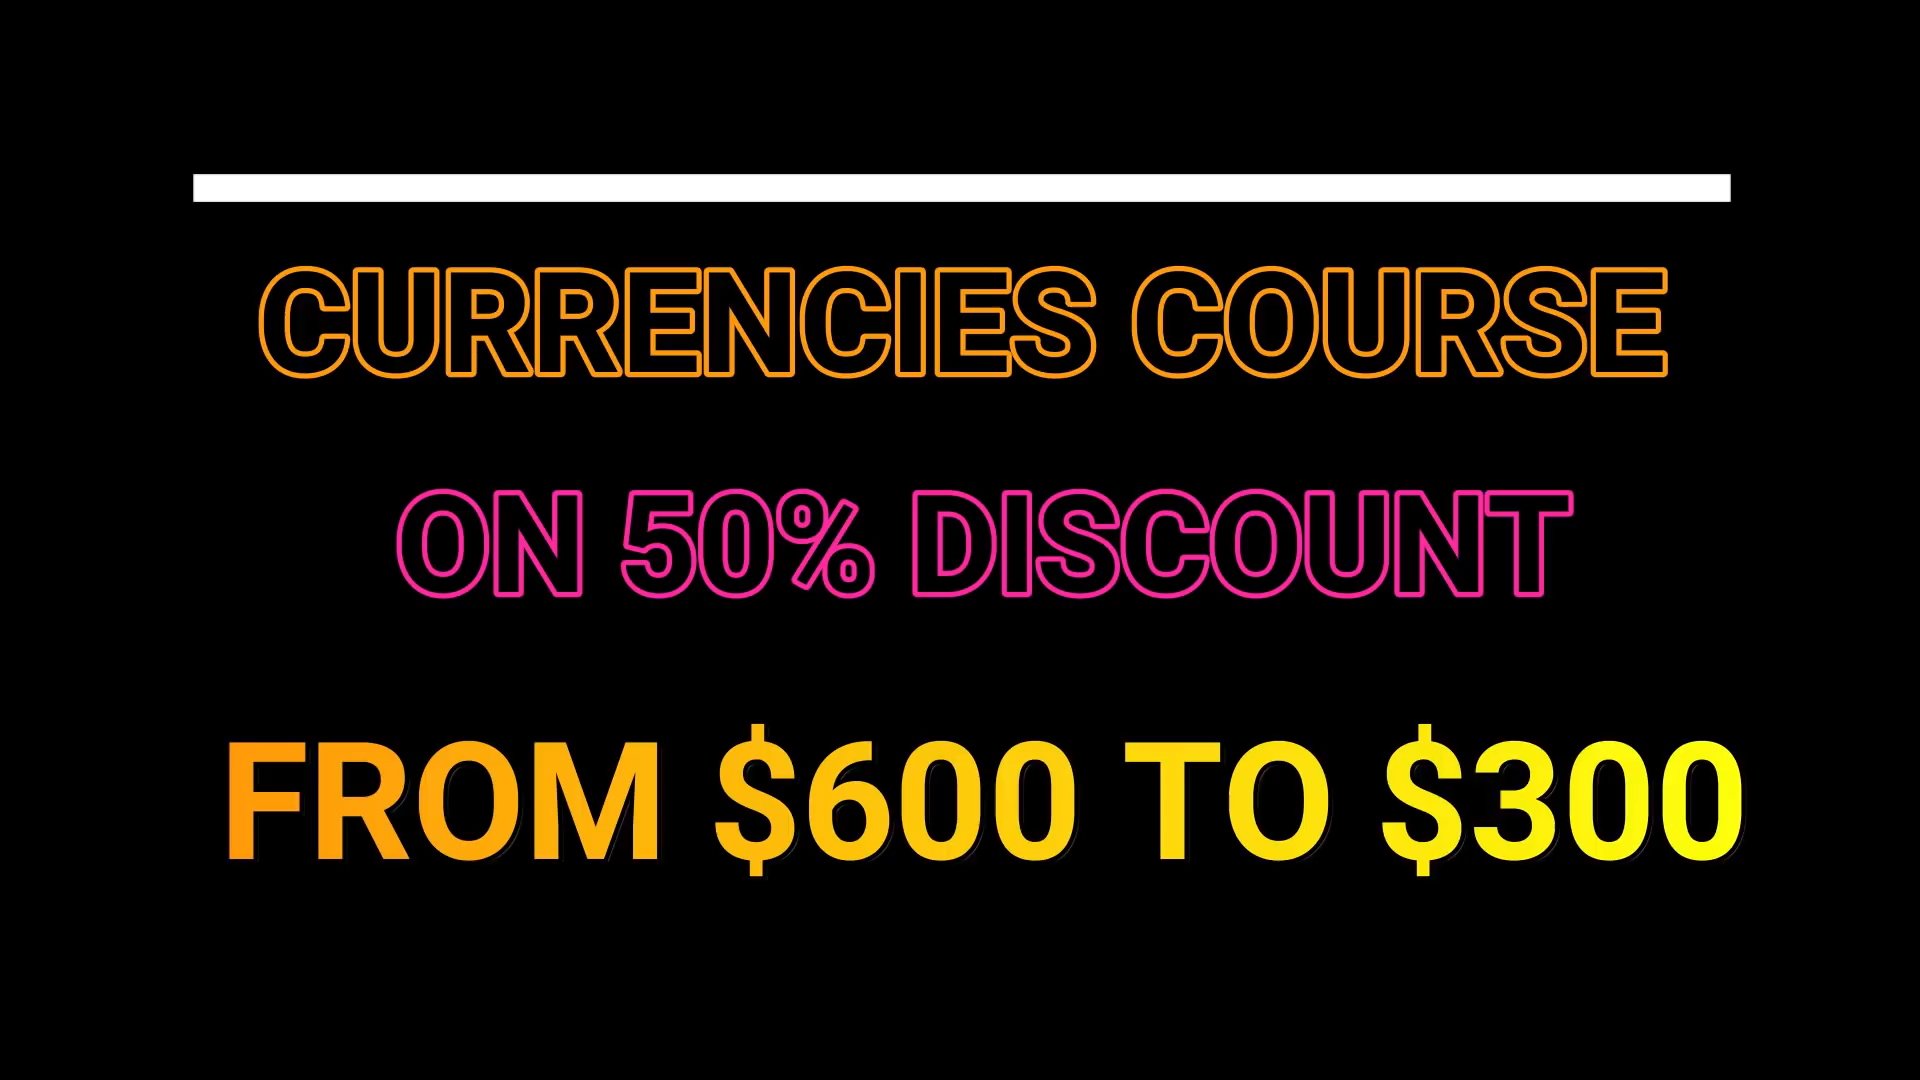 CURRENCIES COURSE
ON 50% DISCOUNT
FROM $600 TO $300